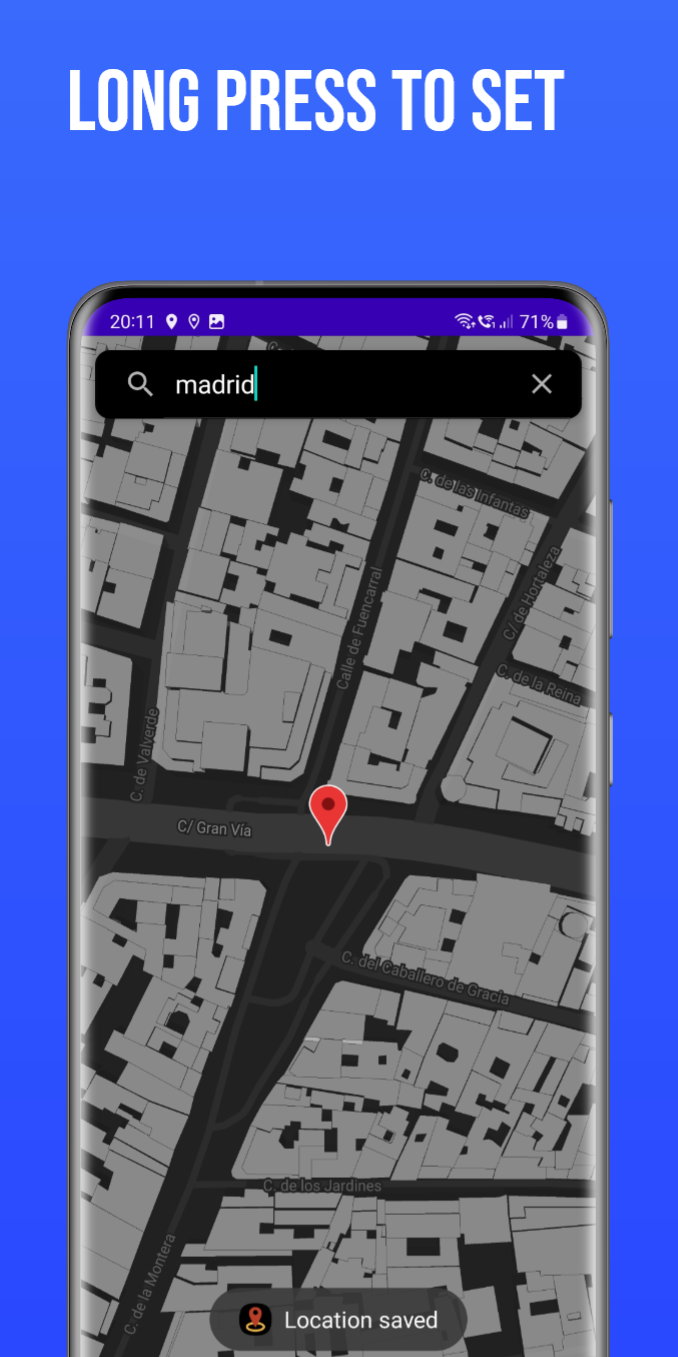 LONG PRESS TO SET
20:11
71%
madrid
C. de las Infantas
C/ de Hortaleza
Calle de Fuencarral
C. de la Reina
C. de Valverde
C/ Gran Vía
C. del Caballero de Gracia
C. de los Jardines
C. de la Montera
Location saved